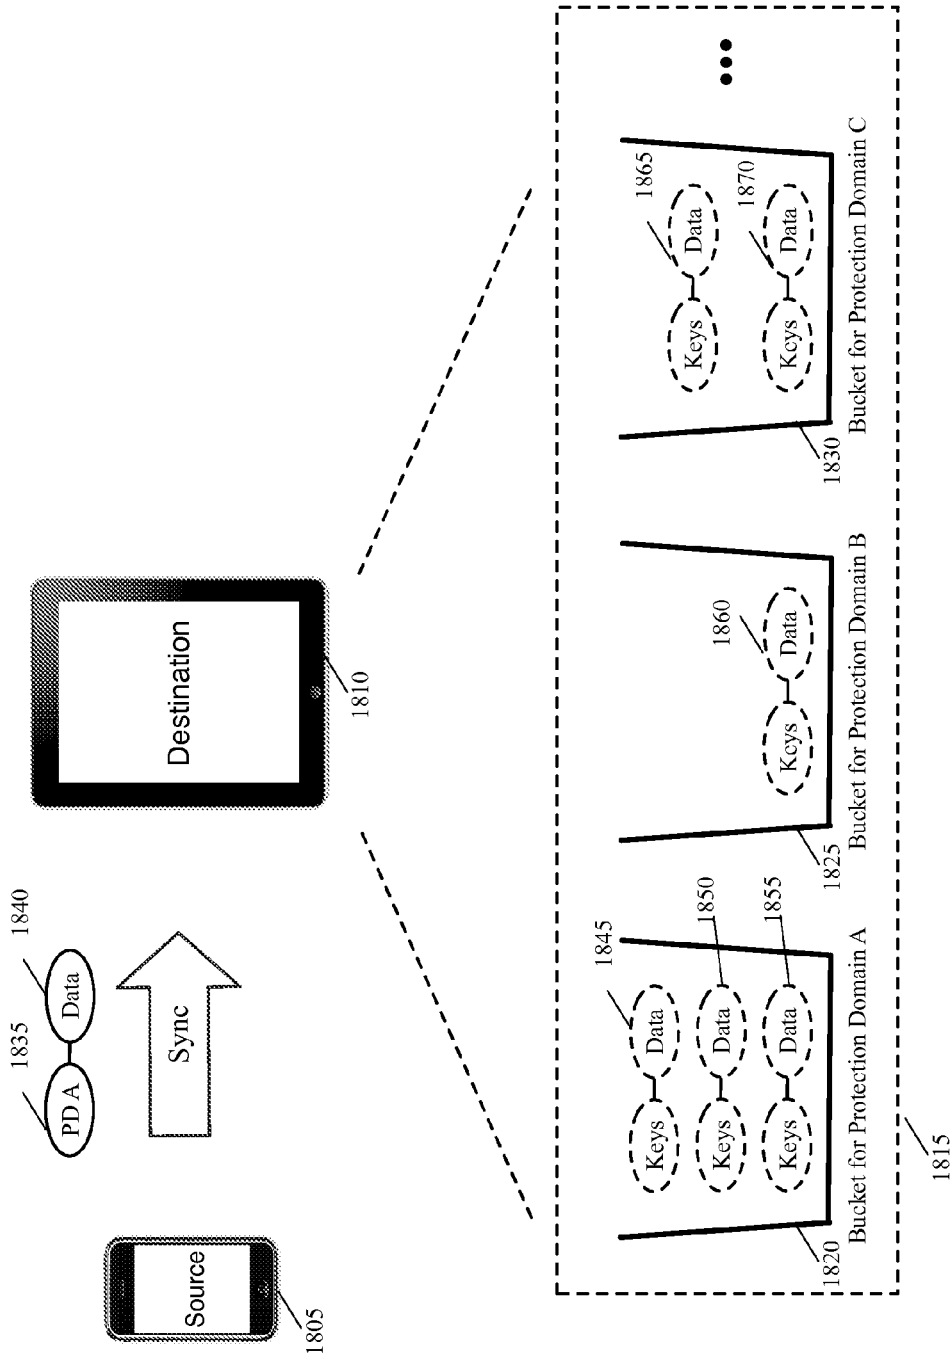 1835
1840
PD A
Data
Source
Sync
Destination
1805
1810
1845
1850
1855
Keys
Data
Keys
Data
Keys
Data
1820
Bucket for Protection Domain A
1860
Keys
Data
1825
Bucket for Protection Domain B
1865
Keys
Data
1870
Keys
Data
1830
Bucket for Protection Domain C
1815